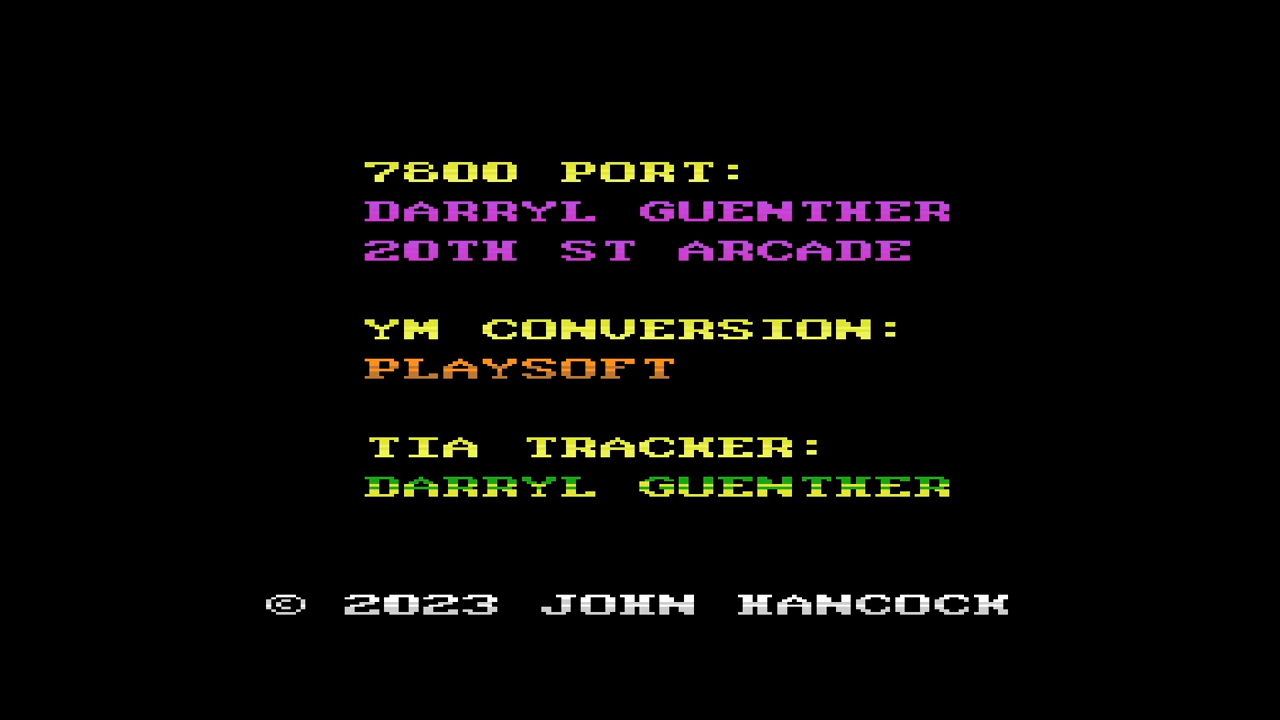 7800 PORT:
DARRYL GUENTHER
20TH ST ARCADE
YM CONVERSION:
PLAYSOFT
TIA TRACKER:
DARRYL GUENTHER
© 2023 JOHN HANCOCK